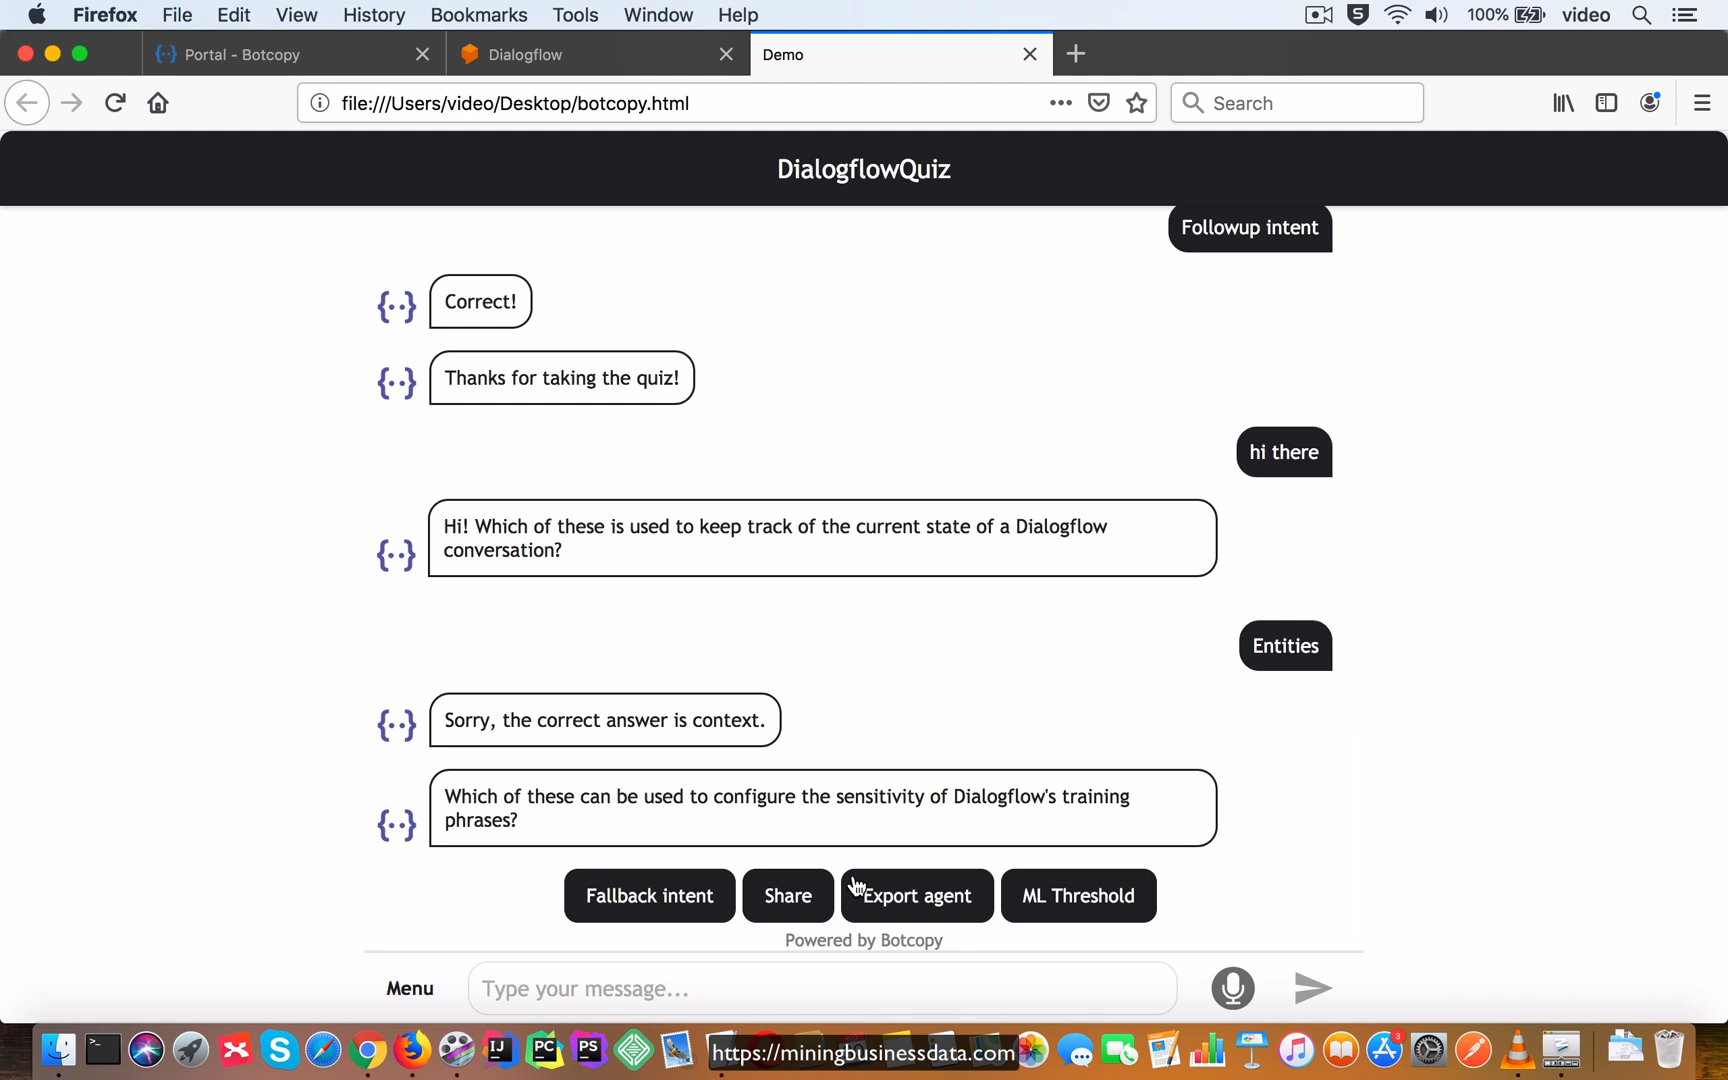 Firefox File Edit View History Bookmarks Tools Window Help 100% video
Portal - Botcopy Dialogflow Demo
file:///Users/video/Desktop/botcopy.html Search
DialogflowQuiz
Followup intent
Correct!
Thanks for taking the quiz!
hi there
Hi! Which of these is used to keep track of the current state of a Dialogflow
conversation?
Entities
Sorry, the correct answer is context.
Which of these can be used to configure the sensitivity of Dialogflow's training
phrases?
Fallback intent Share Export agent ML Threshold
Powered by Botcopy
Menu Type your message...
IJ PC PS
https://miningbusinessdata.com
3